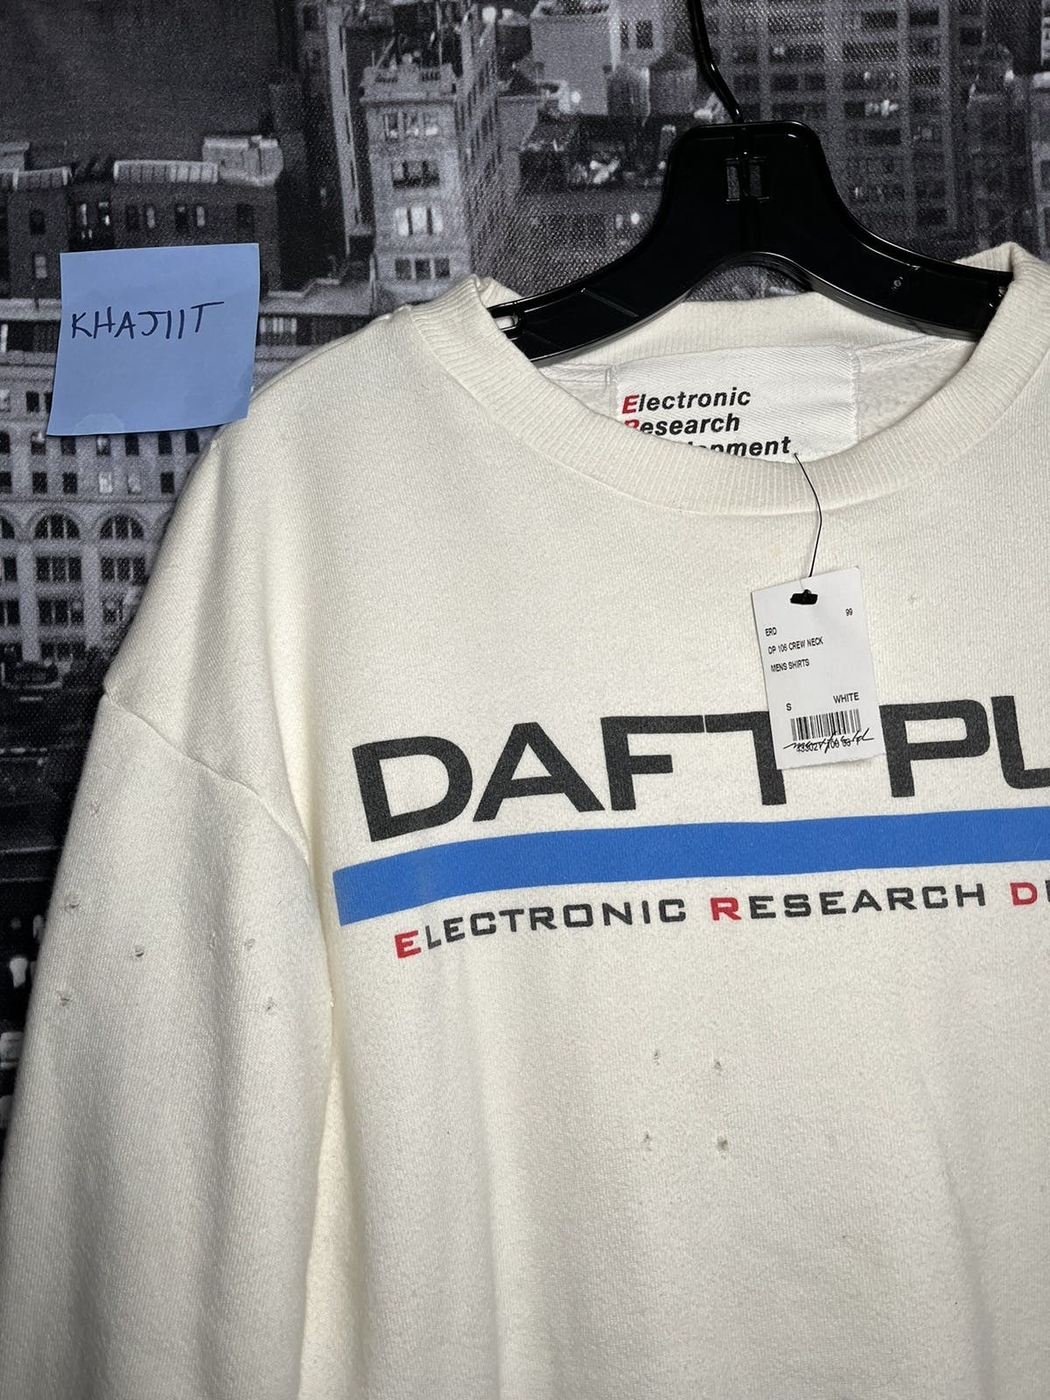 KHAJIIT
Electronic
Research
99
ERD
DP 106 CREW NECK
MENS SHIRTS
S WHITE
DAFT PU
ELECTRONIC RESEARCH D